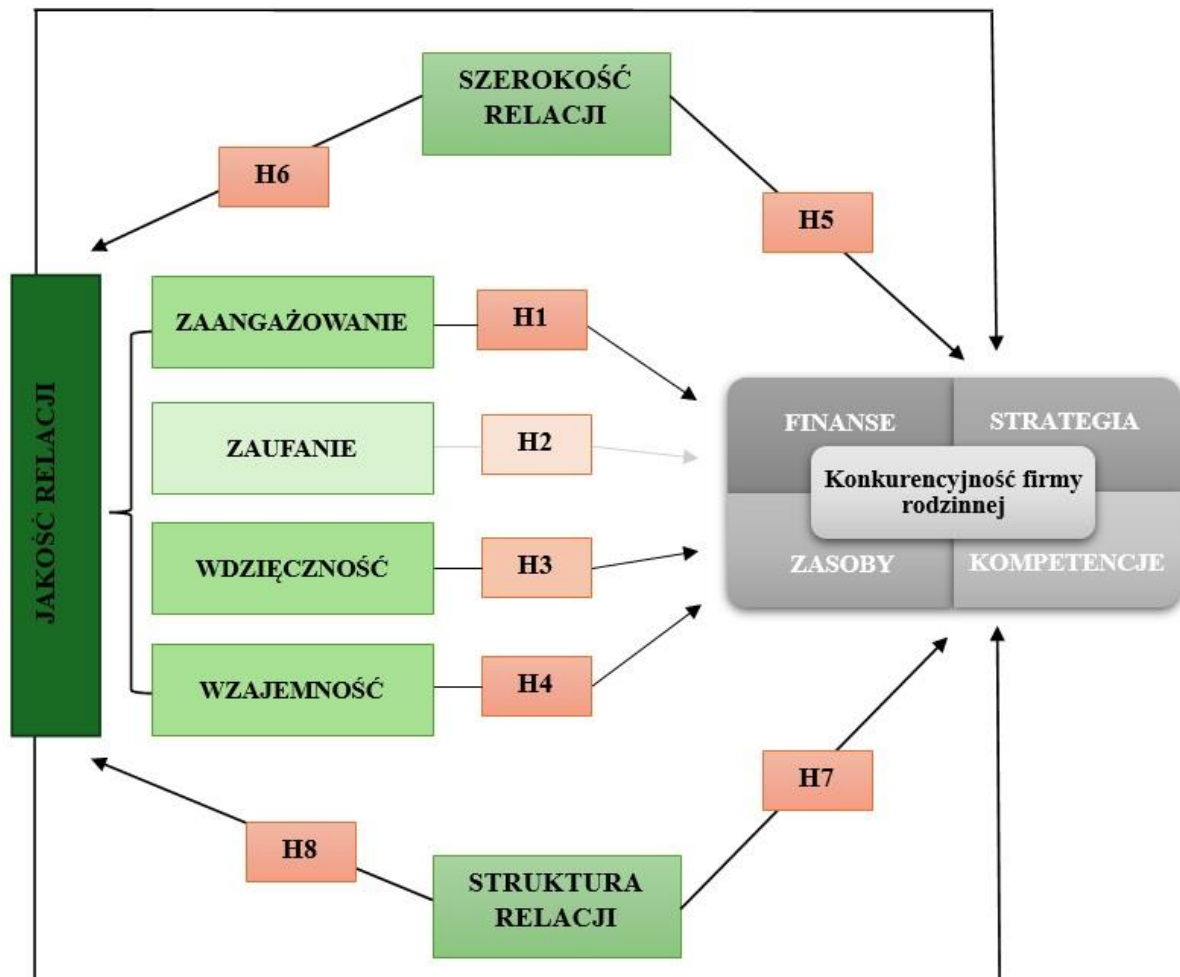 SZEROKOŚĆ
RELACJI
H6
H5
JAKOŚĆ RELACJI
ZAANGAŻOWANIE
H1
ZAUFANIE
H2
WDZIĘCZNOŚĆ
H3
WZAJEMNOŚĆ
H4
FINANSE
STRATEGIA
Konkurencyjność firmy
rodzinnej
ZASOBY
KOMPETENCJE
H7
H8
STRUKTURA
RELACJI